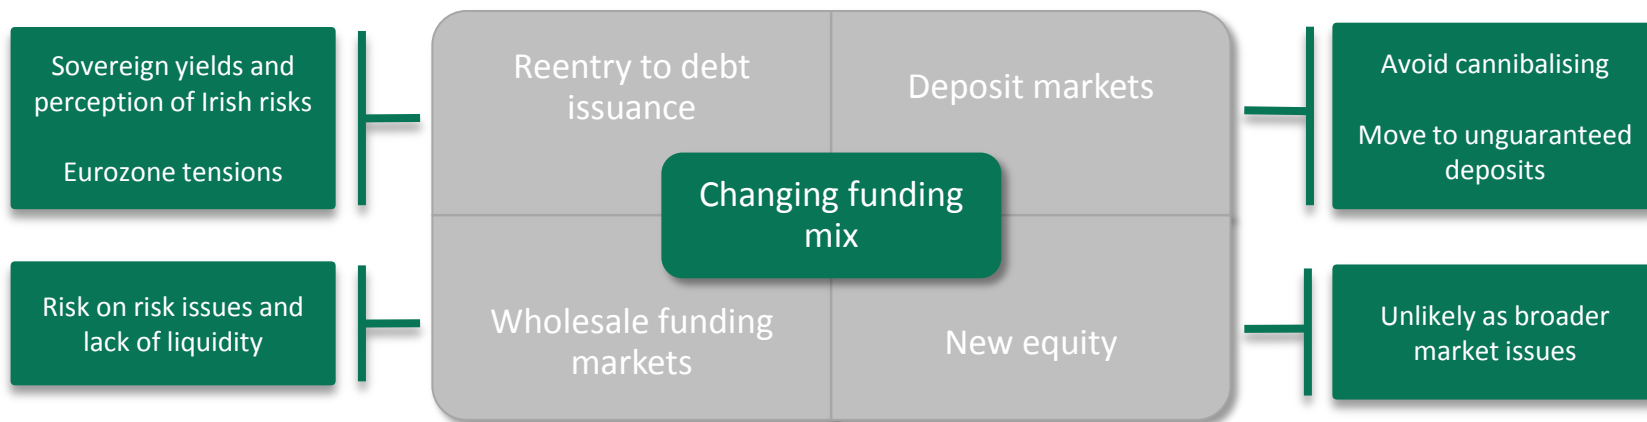 Sovereign yields and
perception of Irish risks
Eurozone tensions
Reentry to debt
issuance
Deposit markets
Avoid cannibalising
Move to unguaranteed
deposits
Changing funding
mix
Risk on risk issues and
lack of liquidity
Wholesale funding
markets
New equity
Unlikely as broader
market issues